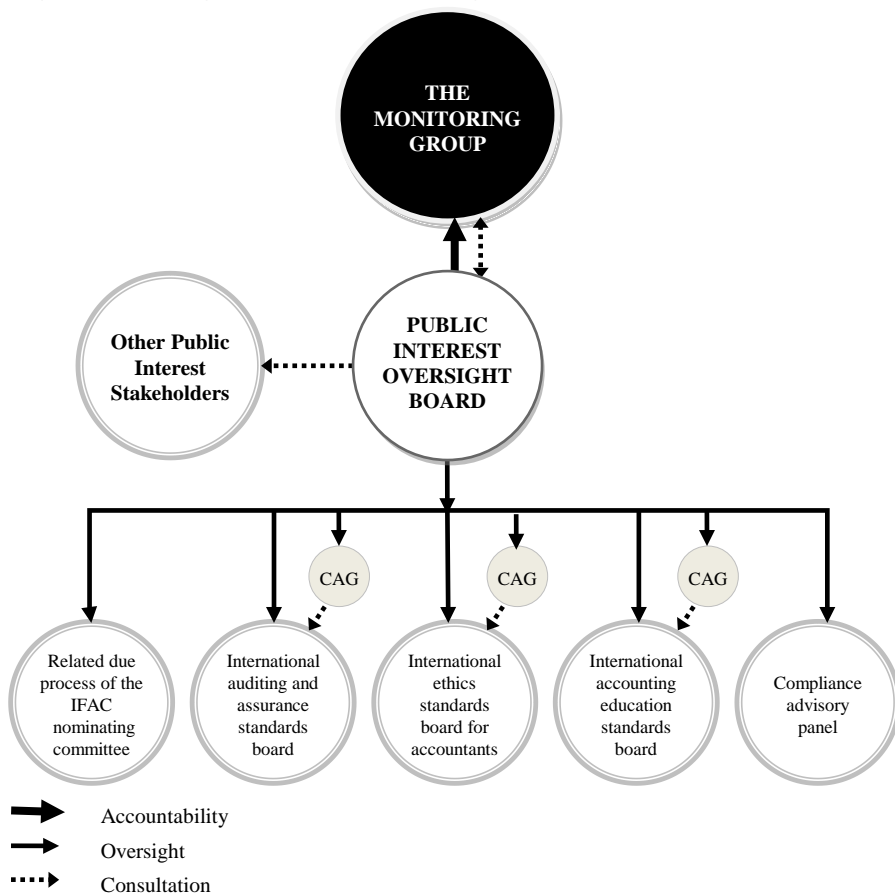 THE
MONITORING
GROUP
Other Public
Interest
Stakeholders
PUBLIC
INTEREST
OVERSIGHT
BOARD
CAG
CAG
CAG
Related due
process of the
IFAC
nominating
committee
International
auditing and
assurance
standards
board
International
ethics
standards
board for
accountants
International
accounting
education
standards
board
Compliance
advisory
panel
Accountability
Oversight
Consultation